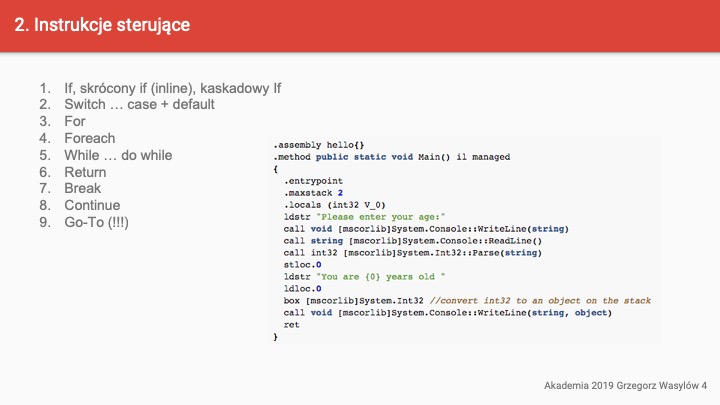 2. Instrukcje sterujące
1. If, skrócony if (inline), kaskadowy If
2. Switch … case + default
3. For
4. Foreach
5. While … do while
6. Return
7. Break
8. Continue
9. Go-To (!!!)
.assembly hello{}
.method public static void Main() il managed
{
.entrypoint
.maxstack 2
.locals (int32 V_0)
ldstr "Please enter your age:"
call void [mscorlib]System.Console::WriteLine(string)
call string [mscorlib]System.Console::ReadLine()
call int32 [mscorlib]System.Int32::Parse(string)
stloc.0
ldstr "You are {0} years old "
ldloc.0
box [mscorlib]System.Int32 //convert int32 to an object on the stack
call void [mscorlib]System.Console::WriteLine(string, object)
ret
}
Akademia 2019 Grzegorz Wasylów 4